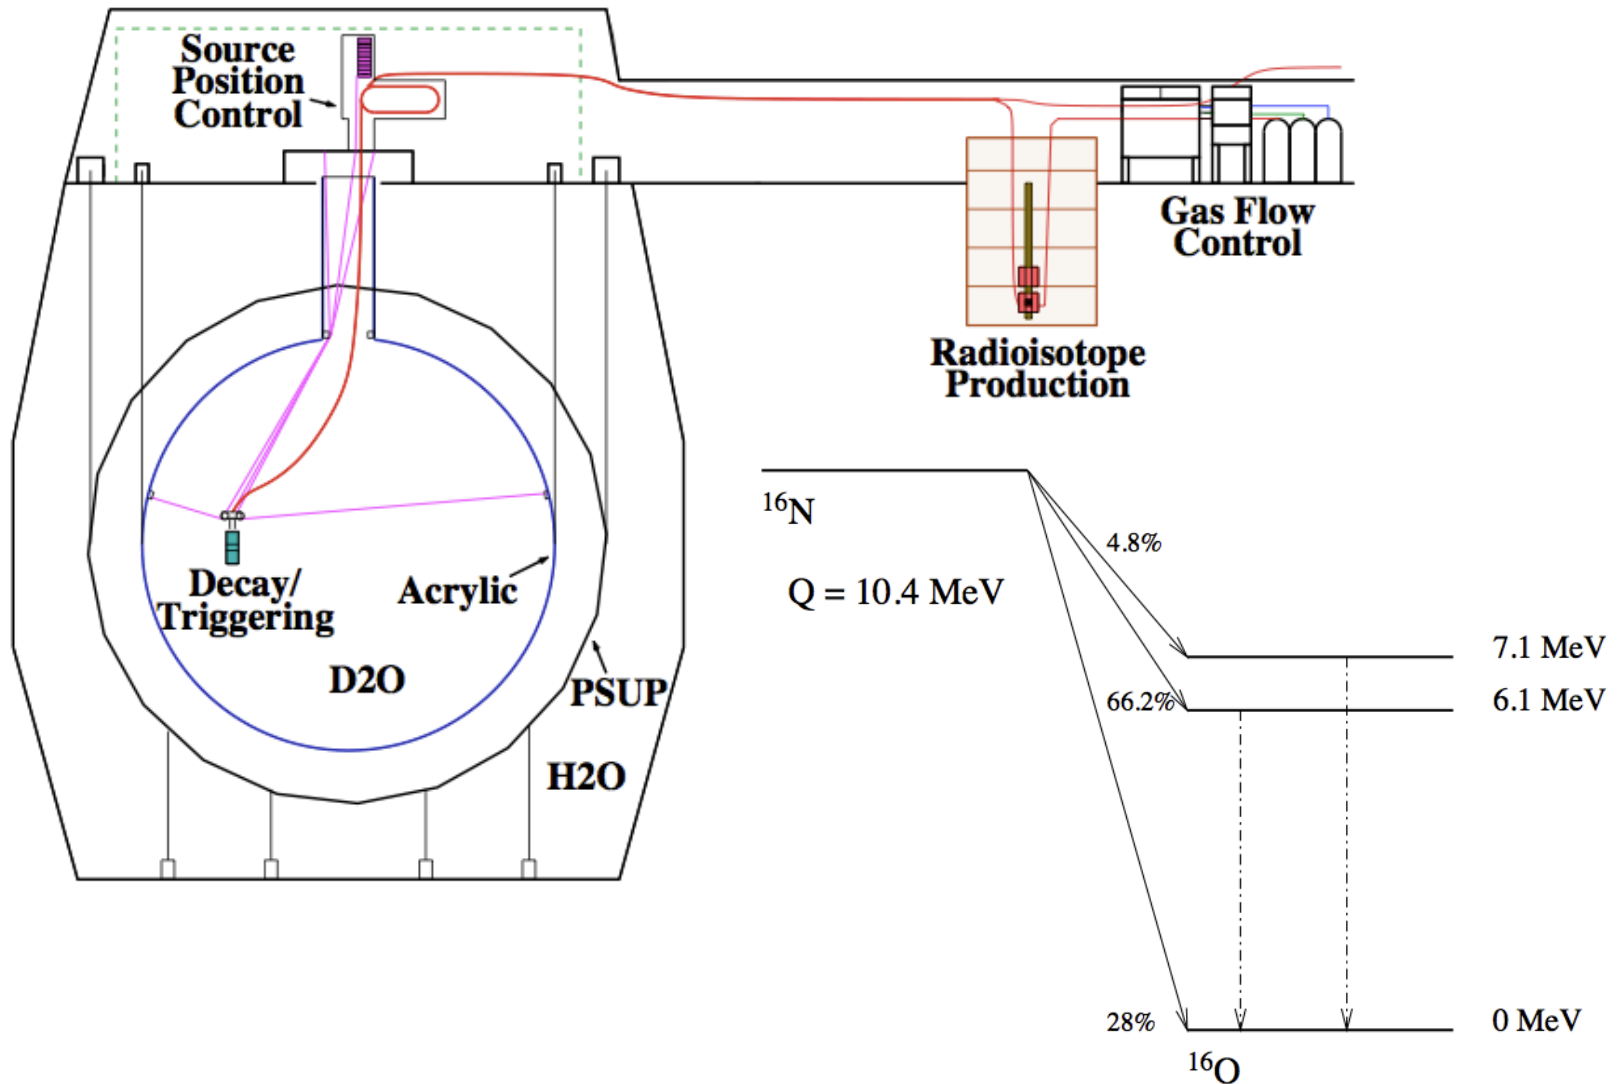 Source
Position
Control
Gas Flow
Control
Radioisotope
Production
Decay/
Triggering
Acrylic
D2O
PSUP
H2O
¹⁶N
Q = 10.4 MeV
4.8%
7.1 MeV
66.2%
6.1 MeV
28%
0 MeV
¹⁶O